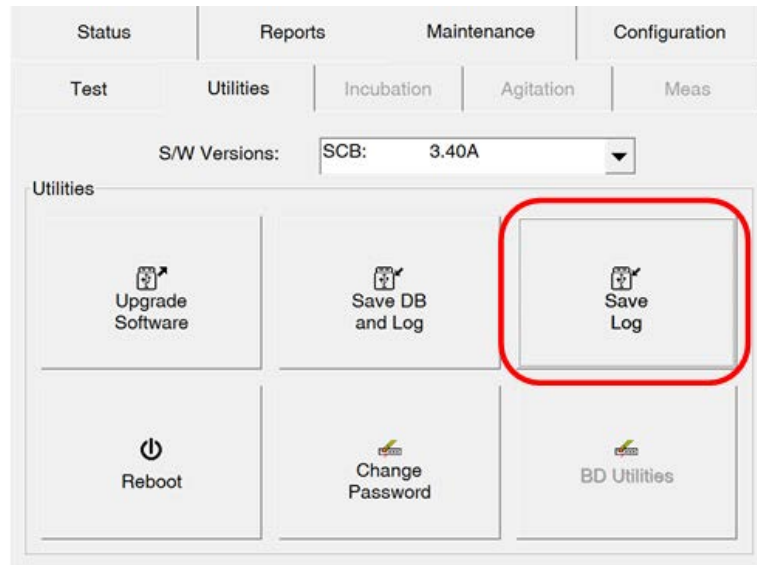 Status Reports Maintenance Configuration
Test Utilities Incubation Agitation Meas
S/W Versions: SCB: 3.40A
Utilities
Upgrade
Software
Save DB
and Log
Save
Log
Reboot
Change
Password
BD Utilities